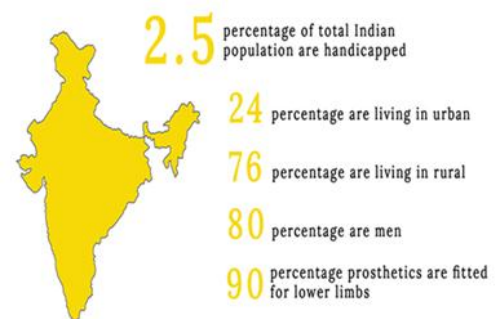 2.5 percentage of total Indian
population are handicapped
24 percentage are living in urban
76 percentage are living in rural
80 percentage are men
90 percentage prosthetics are fitted
for lower limbs